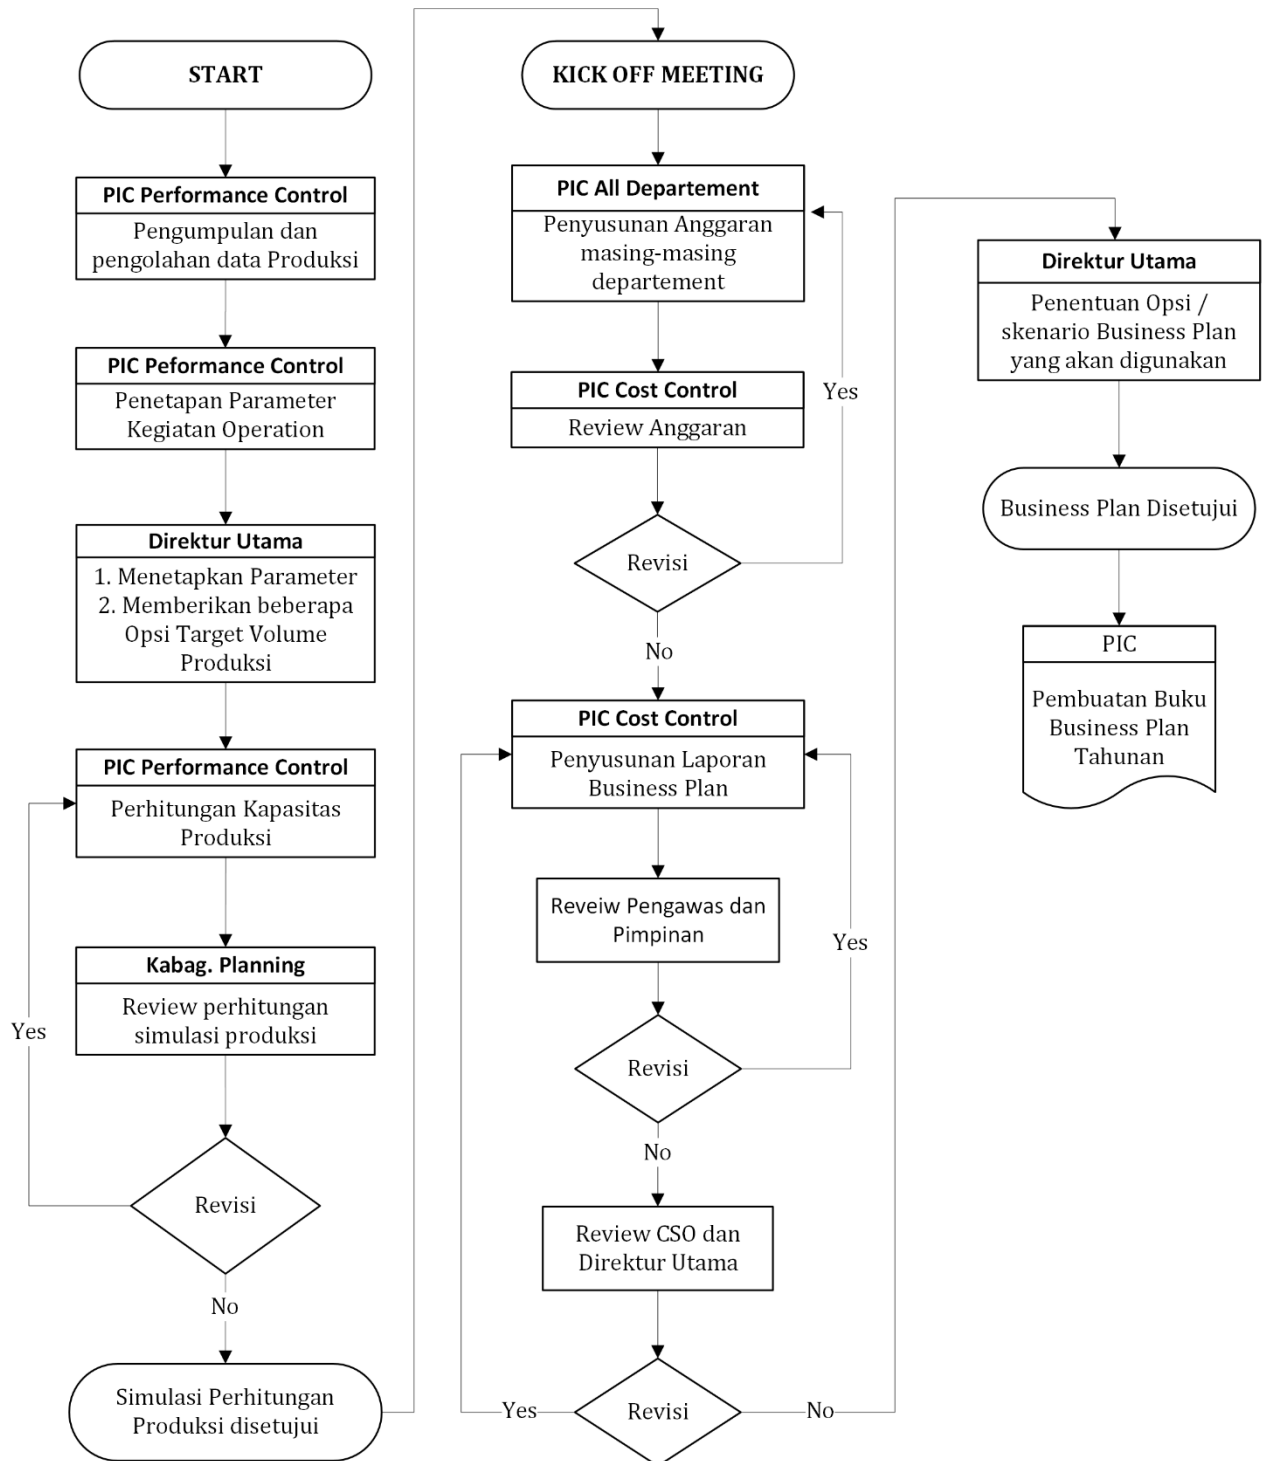 START
PIC Performance Control
Pengumpulan dan
pengolahan data Produksi
PIC Peformance Control
Penetapan Parameter
Kegiatan Operation
Direktur Utama
1. Menetapkan Parameter
2. Memberikan beberapa
Opsi Target Volume
Produksi
PIC Performance Control
Perhitungan Kapasitas
Produksi
Kabag. Planning
Review perhitungan
simulasi produksi
Yes
Revisi
No
Simulasi Perhitungan
Produksi disetujui
KICK OFF MEETING
PIC All Departement
Penyusunan Anggaran
masing-masing
departement
PIC Cost Control
Review Anggaran
Yes
Revisi
No
PIC Cost Control
Penyusunan Laporan
Business Plan
Reveiw Pengawas dan
Pimpinan
Yes
Revisi
No
Review CSO dan
Direktur Utama
Yes
Revisi
No
Direktur Utama
Penentuan Opsi /
skenario Business Plan
yang akan digunakan
Business Plan Disetujui
PIC
Pembuatan Buku
Business Plan
Tahunan